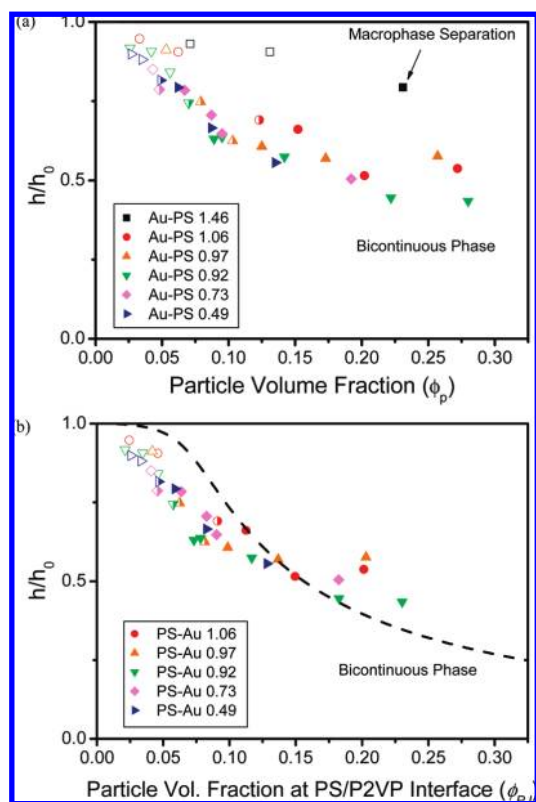 (a)
1.0
0.5
0.0
h/h0
Macrophase Separation
Au-PS 1.46
Au-PS 1.06
Au-PS 0.97
Au-PS 0.92
Au-PS 0.73
Au-PS 0.49
Bicontinuous Phase
0.00 0.05 0.10 0.15 0.20 0.25 0.30
Particle Volume Fraction (ϕp)
b)
1.0
0.5
0.0
h/h0
PS-Au 1.06
PS-Au 0.97
PS-Au 0.92
PS-Au 0.73
PS-Au 0.49
Bicontinuous Phase
0.00 0.05 0.10 0.15 0.20 0.25 0.30
Particle Vol. Fraction at PS/P2VP Interface (ϕP,I